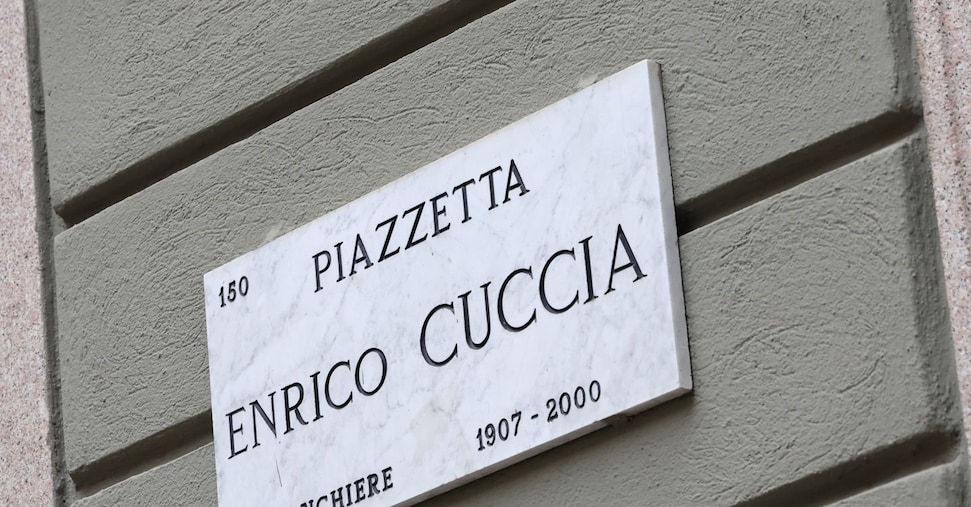 150 PIAZZETTA
ENRICO CUCCIA
1907 - 2000